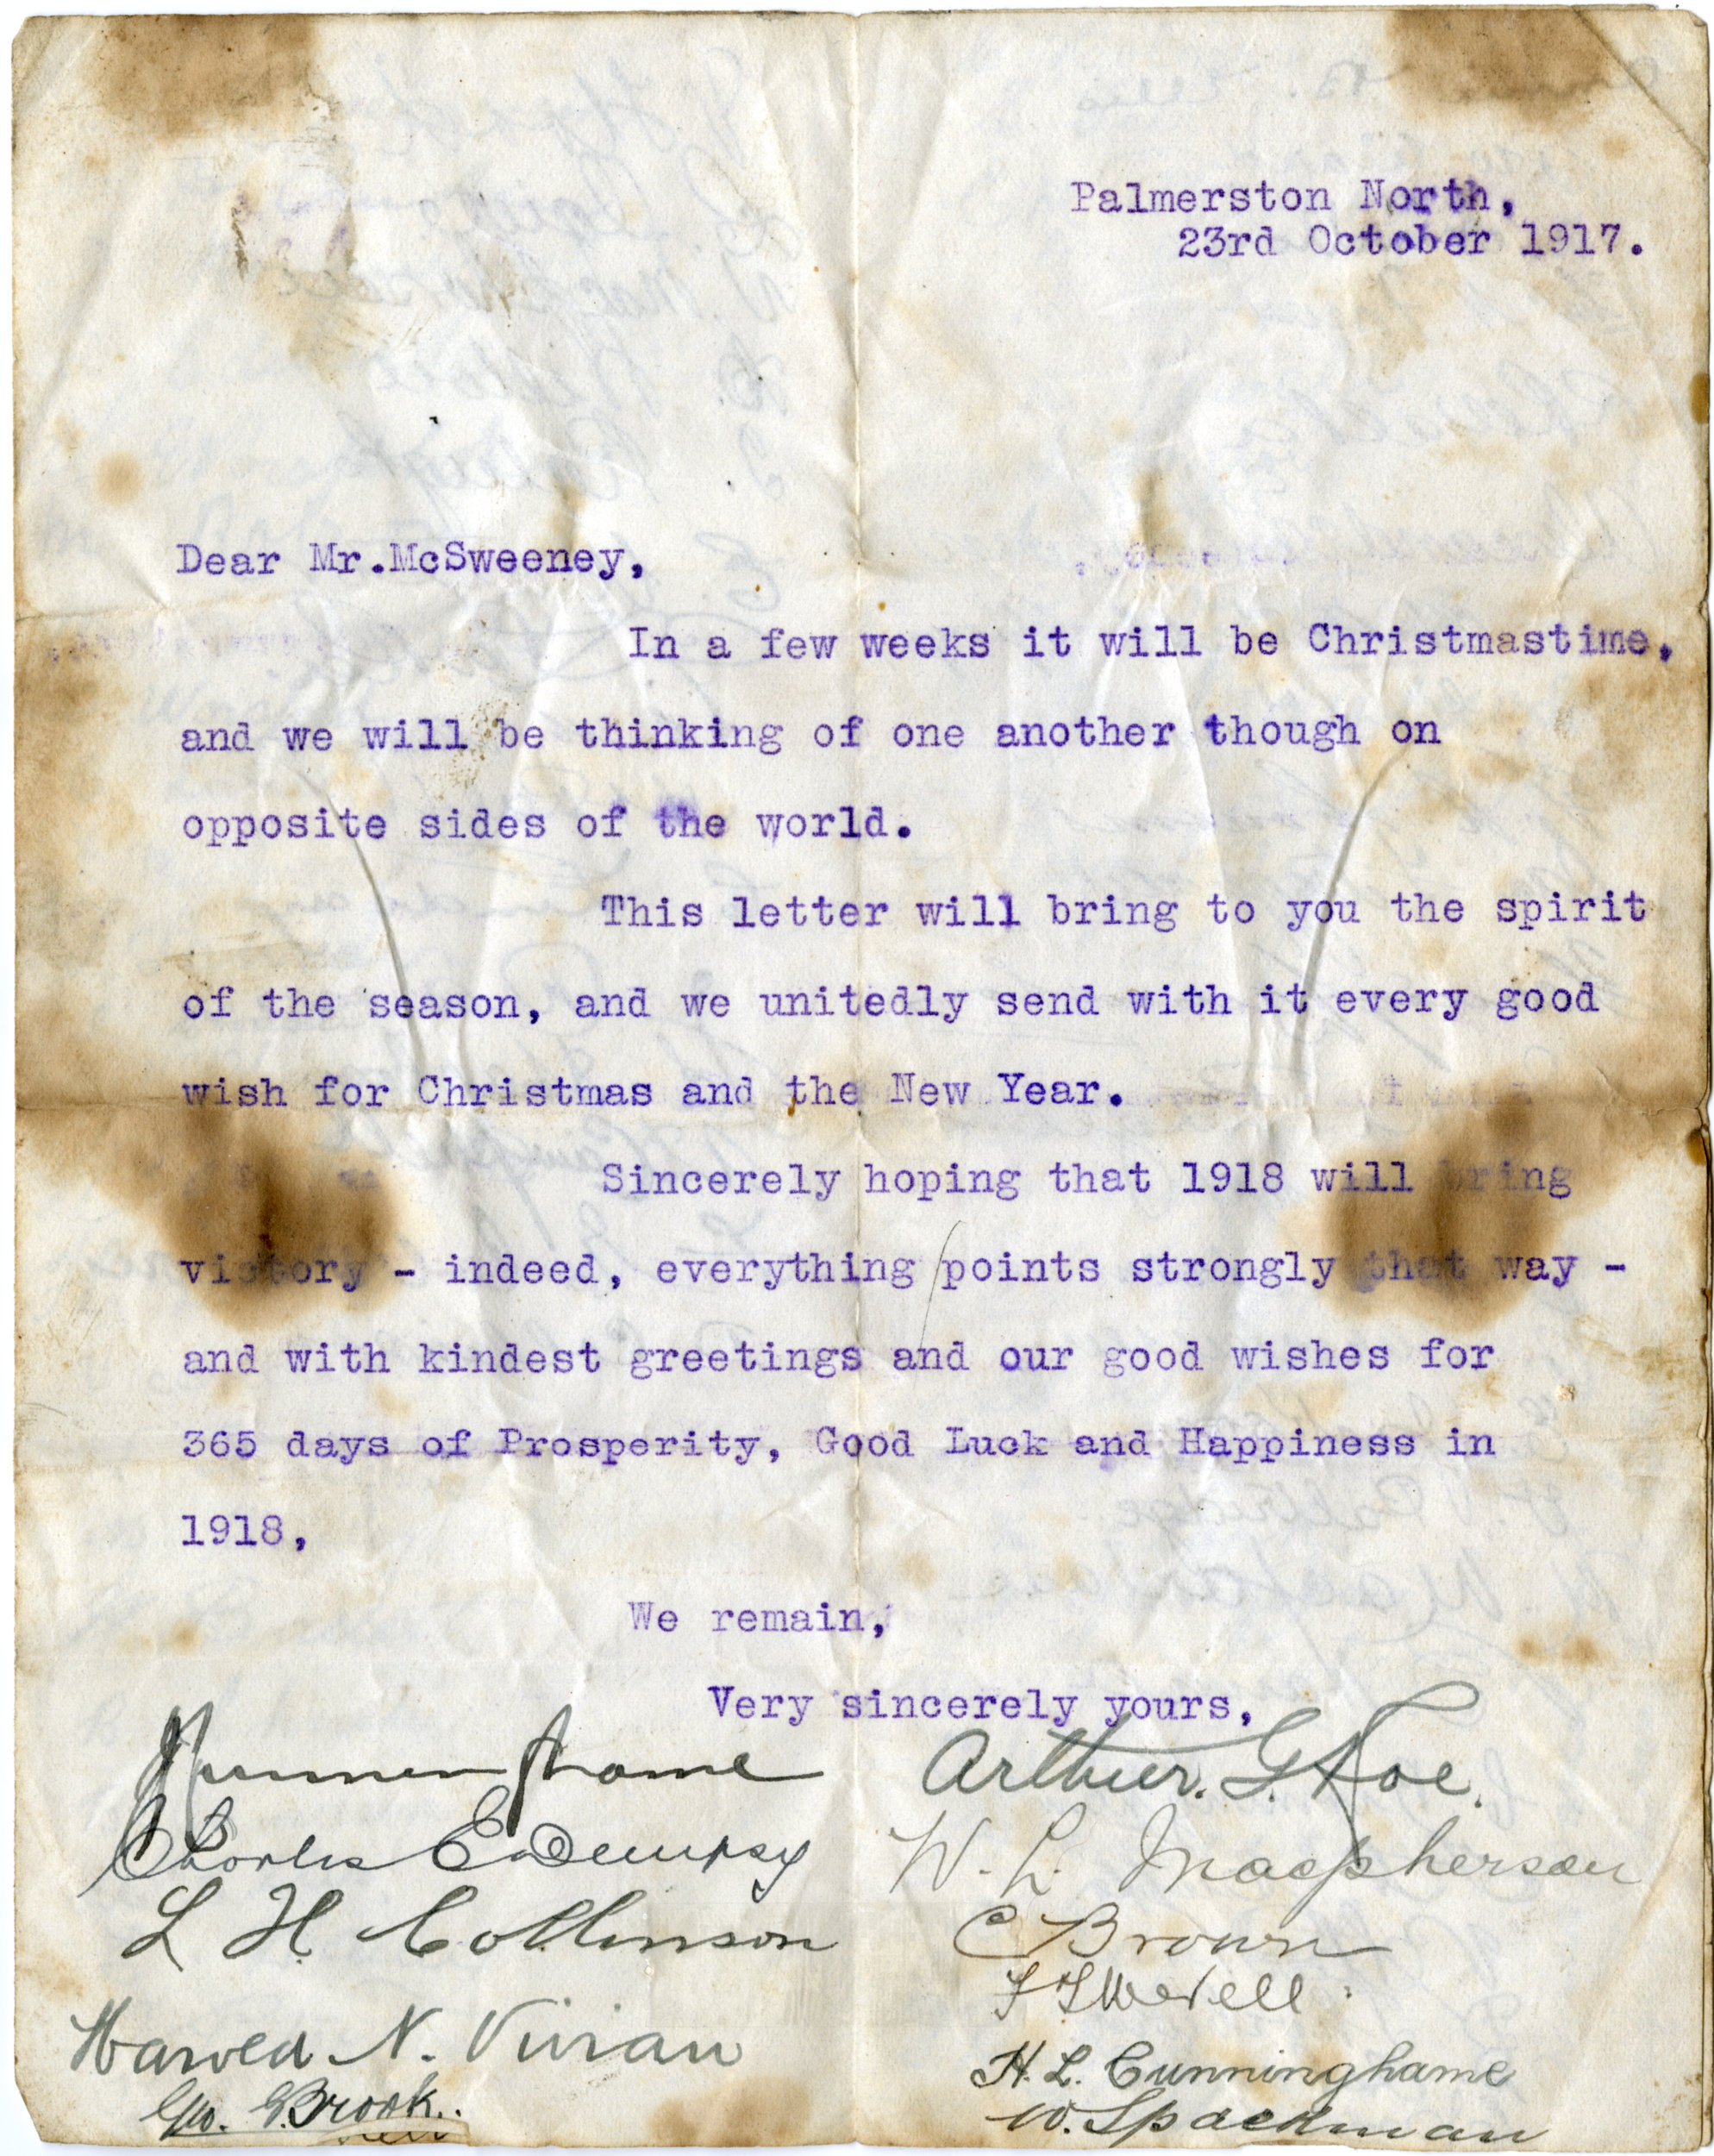 Palmerston North,
23rd October 1917.
Dear Mr.McSweeney,
In a few weeks it will be Christmastime,
and we will be thinking of one another though on
opposite sides of the world.
This letter will bring to you the spirit
of the season, and we unitedly send with it every good
wish for Christmas and the New Year.
Sincerely hoping that 1918 will bring
victory - indeed, everything points strongly that way -
and with kindest greetings and our good wishes for
365 days of Prosperity, Good Luck and Happiness in
1918,
We remain,
Very sincerely yours,
Arthur. G.
Charles E Dempsy
W. L. Macpherson
L H Collinson
C Brown
Harold N. Vivian
H. L. Cunninghame
Geo. G. Brook.
W. Spackman